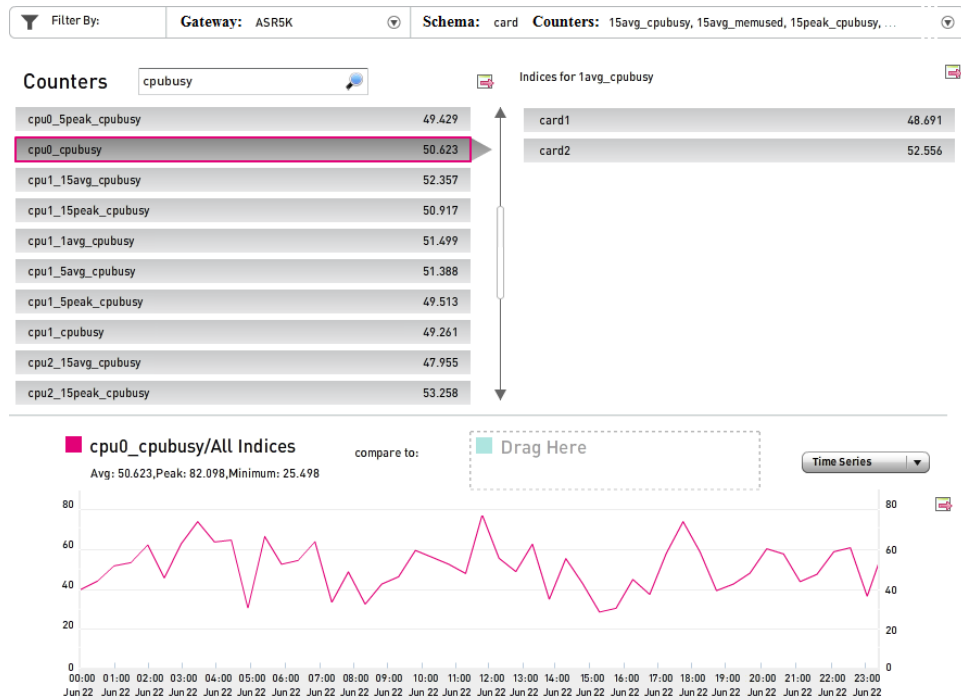 Filter By: Gateway: ASR5K Schema: card Counters: 15avg_cpubusy, 15avg_memused, 15peak_cpubusy, ...
Counters cpubusy Indices for 1avg_cpubusy
cpu0_5peak_cpubusy 49.429
cpu0_cpubusy 50.623
cpu1_15avg_cpubusy 52.357
cpu1_15peak_cpubusy 50.917
cpu1_1avg_cpubusy 51.499
cpu1_5avg_cpubusy 51.388
cpu1_5peak_cpubusy 49.513
cpu1_cpubusy 49.261
cpu2_15avg_cpubusy 47.955
cpu2_15peak_cpubusy 53.258
card1 48.691
card2 52.556
cpu0_cpubusy/All Indices
Avg: 50.623,Peak: 82.098,Minimum: 25.498
compare to:
Drag Here
Time Series
80 80
60 60
40 40
20 20
0 0
00:00 01:00 02:00 03:00 04:00 05:00 06:00 07:00 08:00 09:00 10:00 11:00 12:00 13:00 14:00 15:00 16:00 17:00 18:00 19:00 20:00 21:00 22:00 23:00
Jun 22 Jun 22 Jun 22 Jun 22 Jun 22 Jun 22 Jun 22 Jun 22 Jun 22 Jun 22 Jun 22 Jun 22 Jun 22 Jun 22 Jun 22 Jun 22 Jun 22 Jun 22 Jun 22 Jun 22 Jun 22 Jun 22 Jun 22 Jun 22